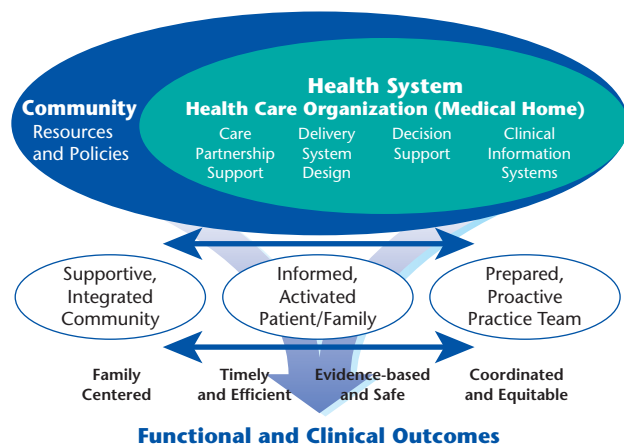 Health System
Health Care Organization (Medical Home)
Community
Resources
and Policies
Care
Partnership
Support
Delivery
System
Design
Decision
Support
Clinical
Information
Systems
Supportive,
Integrated
Community
Informed,
Activated
Patient/Family
Prepared,
Proactive
Practice Team
Family
Centered
Timely
and Efficient
Evidence-based
and Safe
Coordinated
and Equitable
Functional and Clinical Outcomes